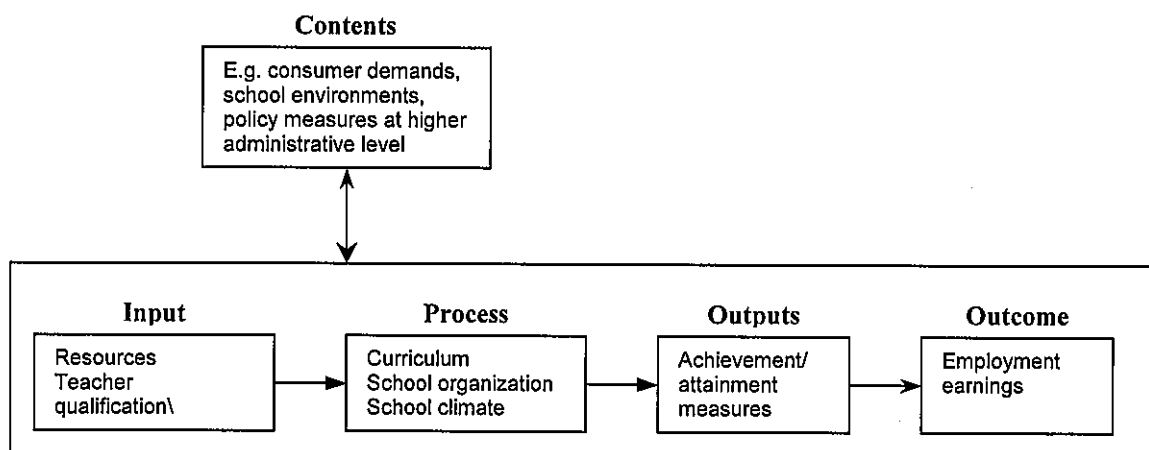 Contents
E.g. consumer demands,
school environments,
policy measures at higher
administrative level
Input
Resources
Teacher
qualification\
Process
Curriculum
School organization
School climate
Outputs
Achievement/
attainment
measures
Outcome
Employment
earnings